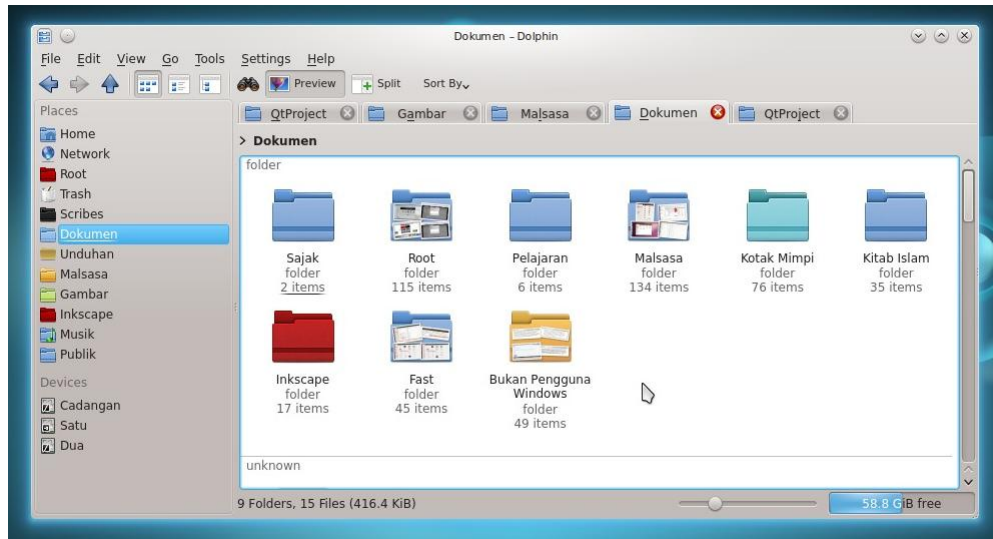 Dokumen – Dolphin
File Edit View Go Tools Settings Help
Preview Split Sort By
Places
Home
Network
Root
Trash
Scribes
Dokumen
Unduhan
Malsasa
Gambar
Inkscape
Musik
Publik
Devices
Cadangan
Satu
Dua
QtProject Gambar Malsasa Dokumen QtProject
> Dokumen
folder
Sajak Root Pelajaran Malsasa Kotak Mimpi Kitab Islam
folder folder folder folder folder folder
2 items 115 items 6 items 134 items 76 items 35 items
Inkscape Fast Bukan Pengguna
folder folder Windows
17 items 45 items folder
49 items
unknown
9 Folders, 15 Files (416.4 KiB) 58.8 GiB free